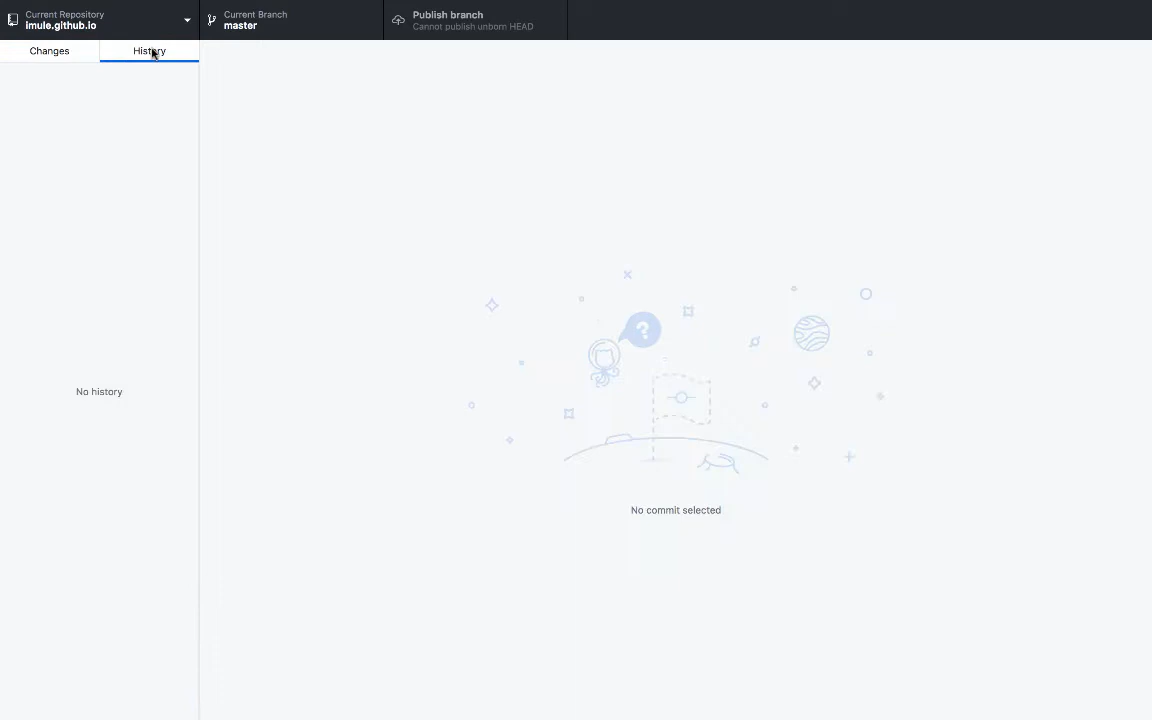 Current Repository
imule.github.io
Current Branch
master
Publish branch
Cannot publish unborn HEAD
Changes
History
?
No history
No commit selected